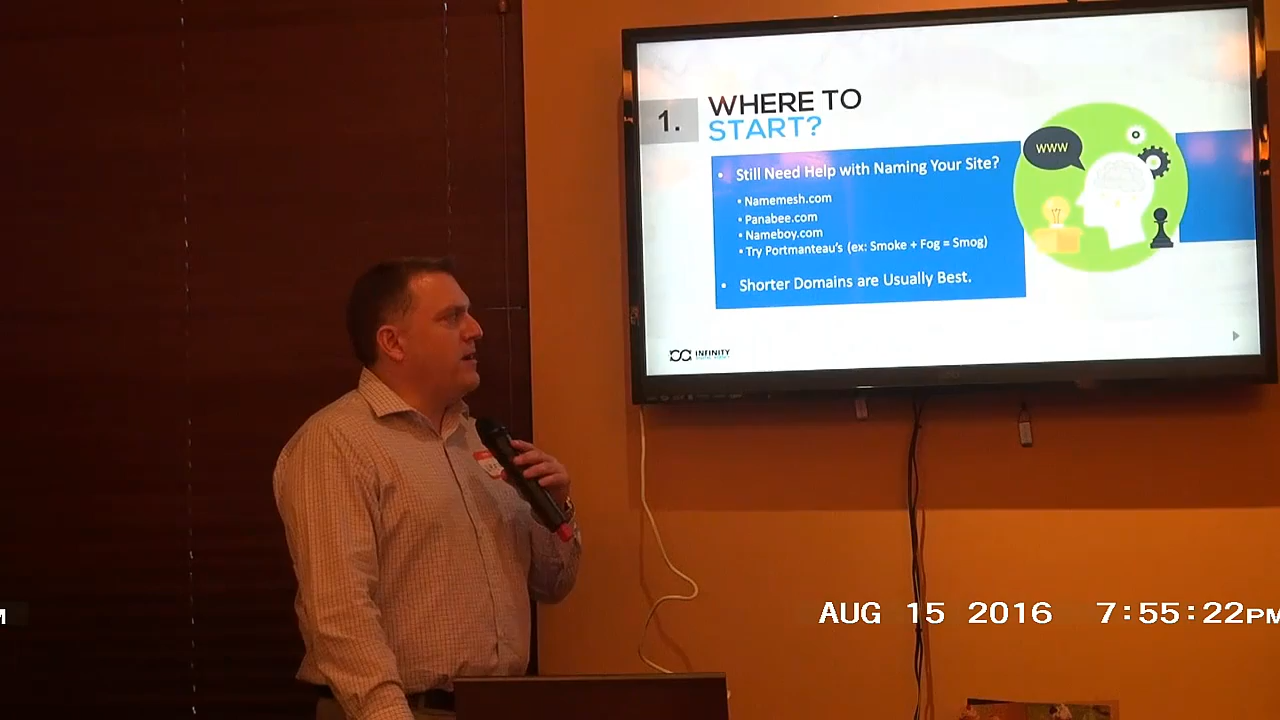 1.
WHERE TO
START?
WWW
• Still Need Help with Naming Your Site?
• Namemesh.com
• Panabee.com
• Nameboy.com
• Try Portmanteau's (ex: Smoke + Fog = Smog)
• Shorter Domains are Usually Best.
INFINITY
M
AUG 15 2016 7:55:22PM